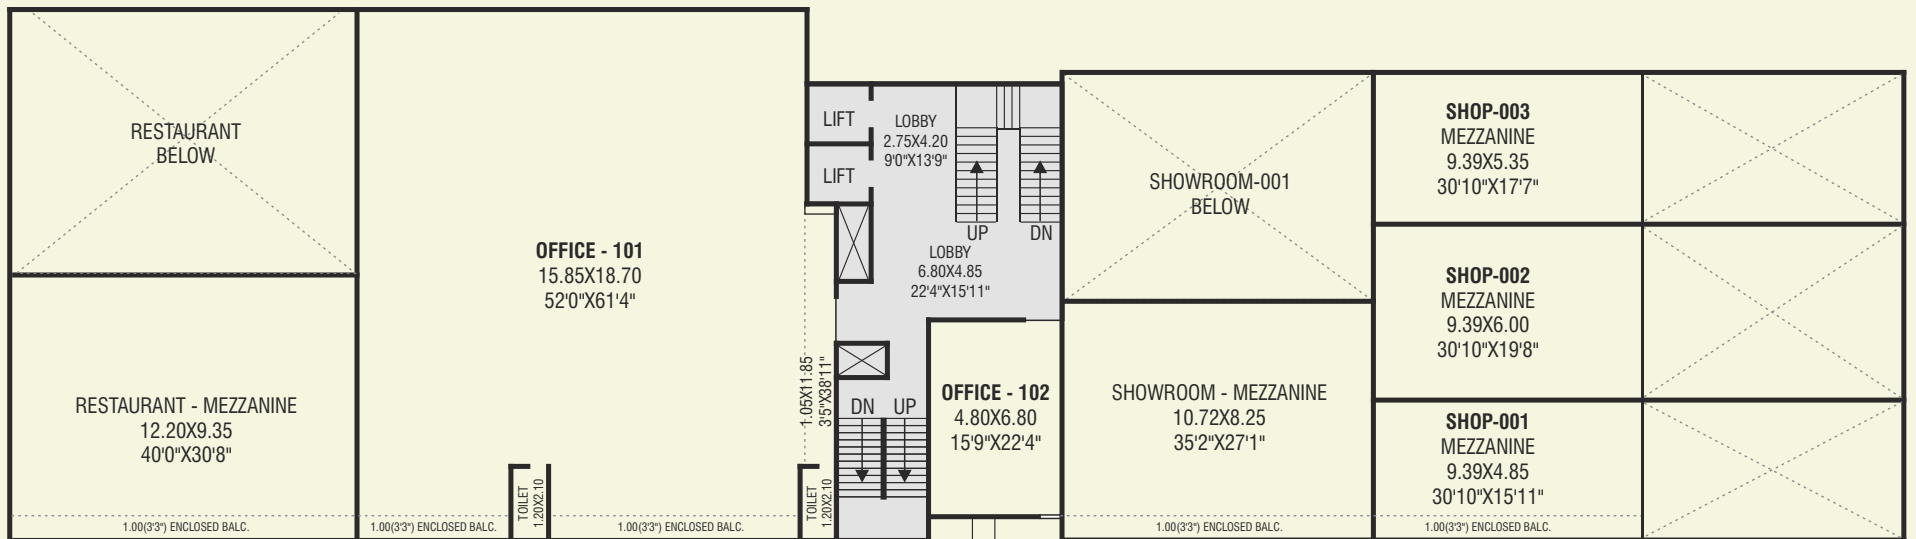 RESTAURANT
BELOW
RESTAURANT - MEZZANINE
12.20X9.35
40'0"X30'8"
1.00(3'3") ENCLOSED BALC.
OFFICE - 101
15.85X18.70
52'0"X61'4"
1.00(3'3") ENCLOSED BALC.
TOILET
1.20X2.10
1.00(3'3") ENCLOSED BALC.
1.05X11.85
3'5"X38'11"
TOILET
1.20X2.10
LIFT
LIFT
LOBBY
2.75X4.20
9'0"X13'9"
UP
DN
LOBBY
6.80X4.85
22'4"X15'11"
DN
UP
OFFICE - 102
4.80X6.80
15'9"X22'4"
SHOWROOM-001
BELOW
SHOWROOM - MEZZANINE
10.72X8.25
35'2"X27'1"
1.00(3'3") ENCLOSED BALC.
SHOP-003
MEZZANINE
9.39X5.35
30'10"X17'7"
SHOP-002
MEZZANINE
9.39X6.00
30'10"X19'8"
SHOP-001
MEZZANINE
9.39X4.85
30'10"X15'11"
1.00(3'3") ENCLOSED BALC.